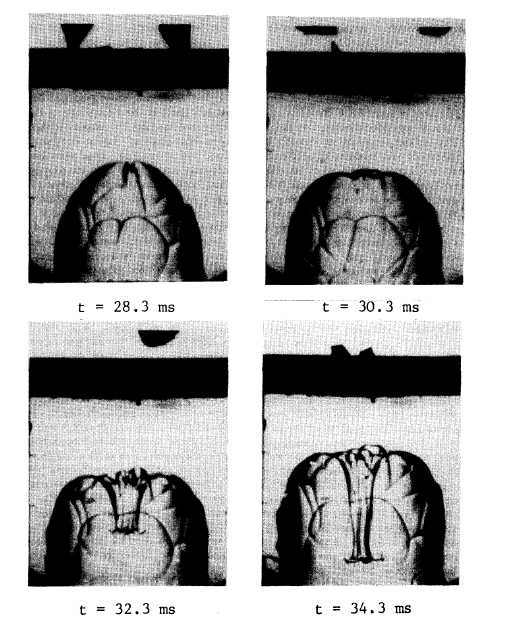 t = 28.3 ms
t = 30.3 ms
t = 32.3 ms
t = 34.3 ms